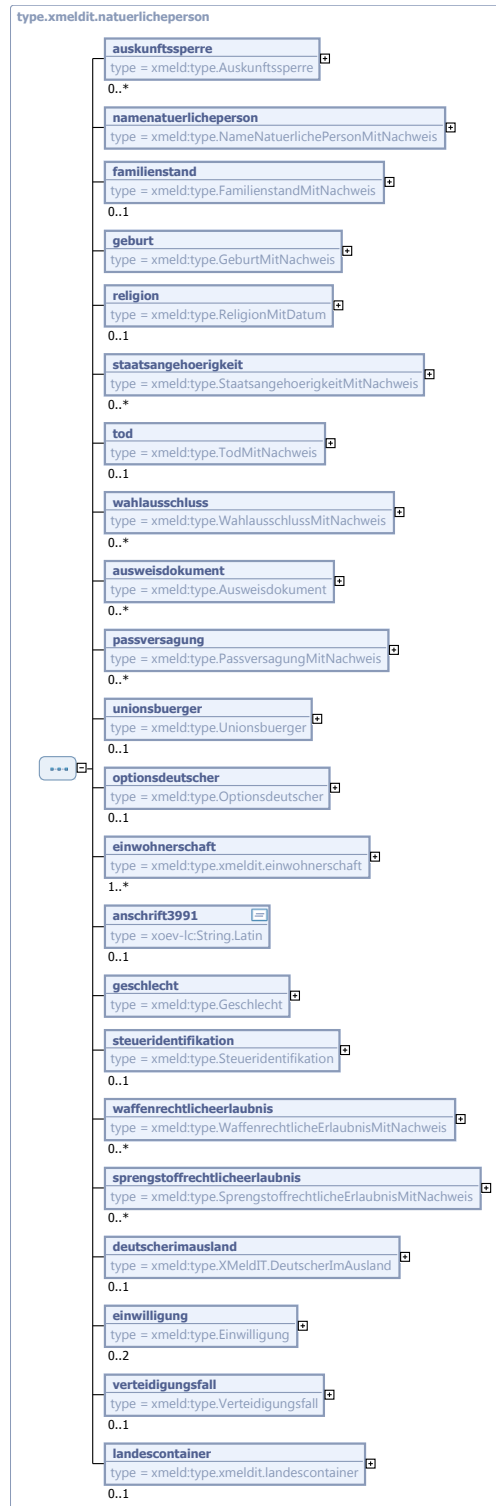 type.xmeldit.natuerlicheperson
auskunftssperre
type = xmeld:type.Auskunftssperre
0..*
namenatuerlicheperson
type = xmeld:type.NameNatuerlichePersonMitNachweis
familienstand
type = xmeld:type.FamilienstandMitNachweis
0..1
geburt
type = xmeld:type.GeburtMitNachweis
religion
type = xmeld:type.ReligionMitDatum
0..1
staatsangehoerigkeit
type = xmeld:type.StaatsangehoerigkeitMitNachweis
0..*
tod
type = xmeld:type.TodMitNachweis
0..1
wahlausschluss
type = xmeld:type.WahlausschlussMitNachweis
0..*
ausweisdokument
type = xmeld:type.Ausweisdokument
0..*
passversagung
type = xmeld:type.PassversagungMitNachweis
0..*
unionsbuerger
type = xmeld:type.Unionsbuerger
0..1
optionsdeutscher
type = xmeld:type.Optionsdeutscher
0..1
einwohnerschaft
type = xmeld:type.xmeldit.einwohnerschaft
1..*
anschrift3991
type = xoev-lc:String.Latin
0..1
geschlecht
type = xmeld:type.Geschlecht
steueridentifikation
type = xmeld:type.Steueridentifikation
0..1
waffenrechtlicheerlaubnis
type = xmeld:type.WaffenrechtlicheErlaubnisMitNachweis
0..*
sprengstoffrechtlicheerlaubnis
type = xmeld:type.SprengstoffrechtlicheErlaubnisMitNachweis
0..*
deutscherimausland
type = xmeld:type.XMeldIT.DeutscherImAusland
0..1
einwilligung
type = xmeld:type.Einwilligung
0..2
verteidigungsfall
type = xmeld:type.Verteidigungsfall
0..1
landescontainer
type = xmeld:type.xmeldit.landescontainer
0..1